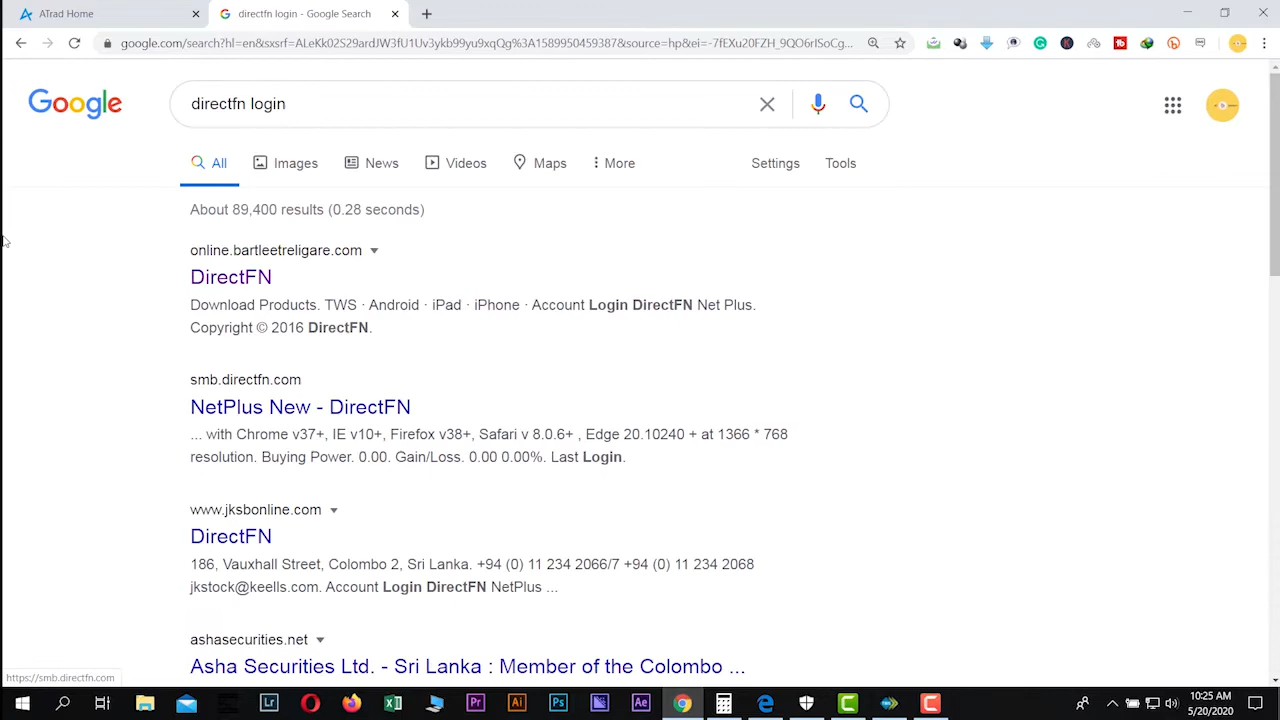 ATrad Home
directfn login - Google Search
google.com/search?hl=en&sxsrf=ALeKk02S29ardJW3fU1Uu3ykb99yu9xqQg%3A1589950459387&source=hp&ei=-7fEXu20FZH_9QO6rISoCg...
Google
directfn login
All
Images
News
Videos
Maps
More
Settings
Tools
About 89,400 results (0.28 seconds)
online.bartleetreligare.com
DirectFN
Download Products. TWS · Android · iPad · iPhone · Account Login DirectFN Net Plus.
Copyright © 2016 DirectFN.
smb.directfn.com
NetPlus New - DirectFN
... with Chrome v37+, IE v10+, Firefox v38+, Safari v 8.0.6+ , Edge 20.10240 + at 1366 * 768
resolution. Buying Power. 0.00. Gain/Loss. 0.00 0.00%. Last Login.
www.jksbonline.com
DirectFN
186, Vauxhall Street, Colombo 2, Sri Lanka. +94 (0) 11 234 2066/7 +94 (0) 11 234 2068
jkstock@keells.com. Account Login DirectFN NetPlus ...
ashasecurities.net
Asha Securities Ltd. - Sri Lanka : Member of the Colombo ...
https://smb.directfn.com
Lr
Pr
Ai
Ps
Ae
10:25 AM
5/20/2020